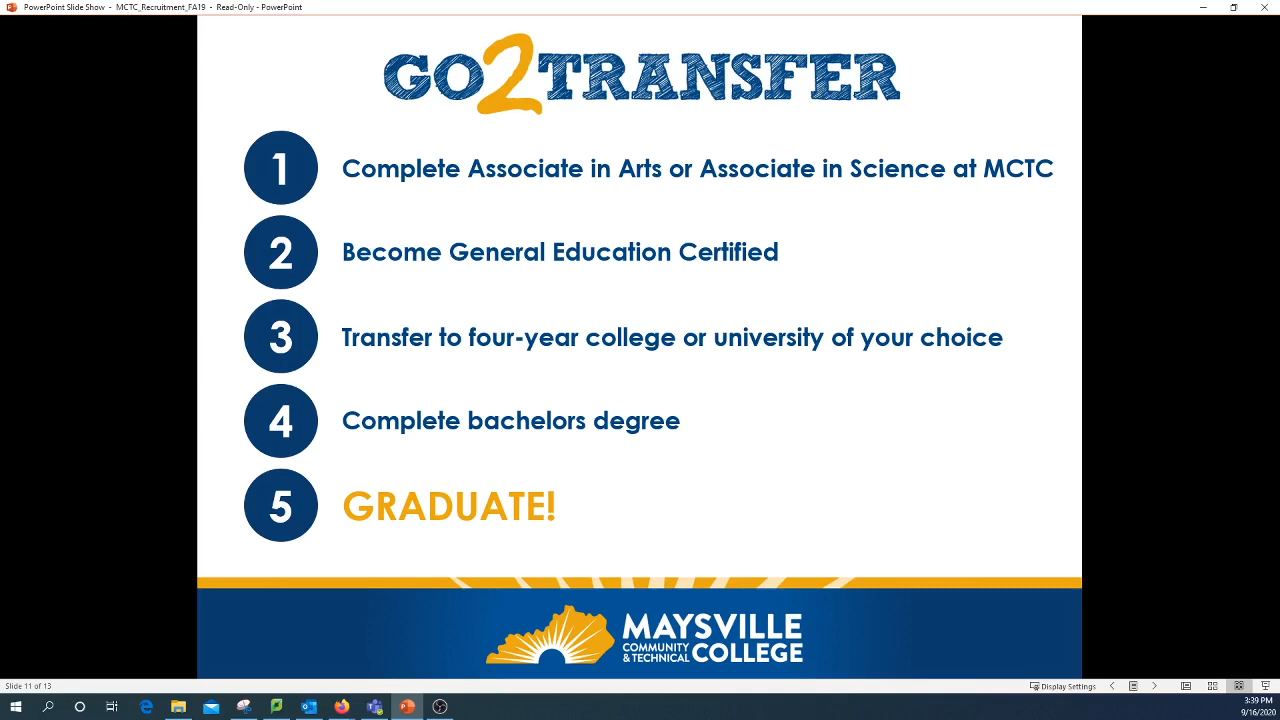 PowerPoint Slide Show - MCTC_Recruitment_FA19 - Read-Only - PowerPoint
GO2TRANSFER
1 Complete Associate in Arts or Associate in Science at MCTC
2 Become General Education Certified
3 Transfer to four-year college or university of your choice
4 Complete bachelors degree
5 GRADUATE!
MAYSVILLE
COMMUNITY
& TECHNICAL COLLEGE
Slide 11 of 13
Display Settings
3:39 PM
9/16/2020